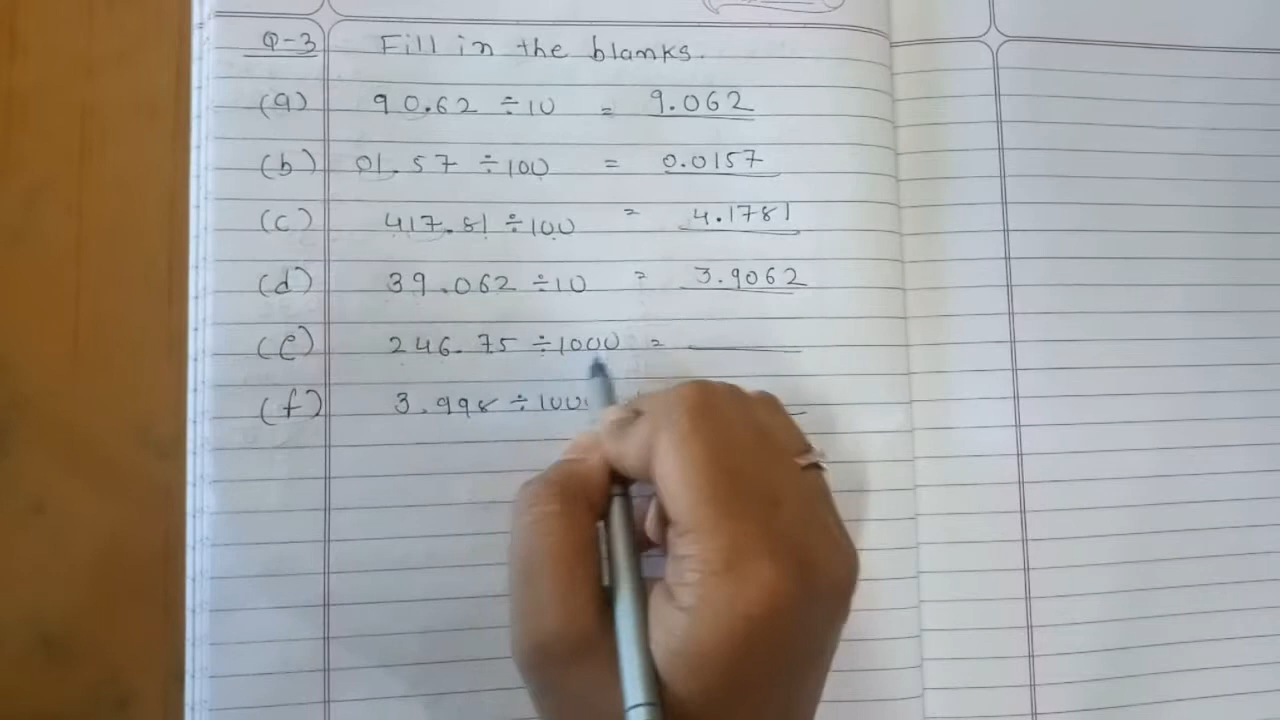 Q-3 Fill in the blanks.
(a) 90.62 ÷10 = 9.062
(b) 01.57 ÷100 = 0.0157
(c) 417.81 ÷100 = 4.1781
(d) 39.062 ÷10 = 3.9062
(e) 246.75 ÷1000 =
(f) 3.998 ÷100